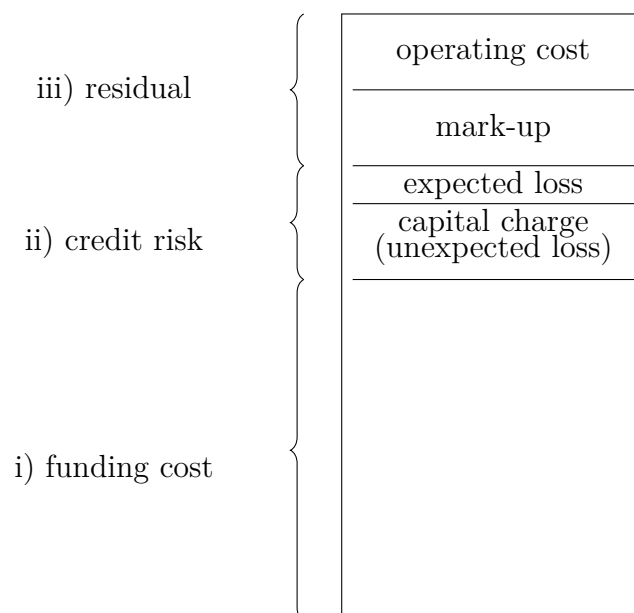 operating cost
iii) residual
mark-up
expected loss
capital charge
(unexpected loss)
ii) credit risk
i) funding cost